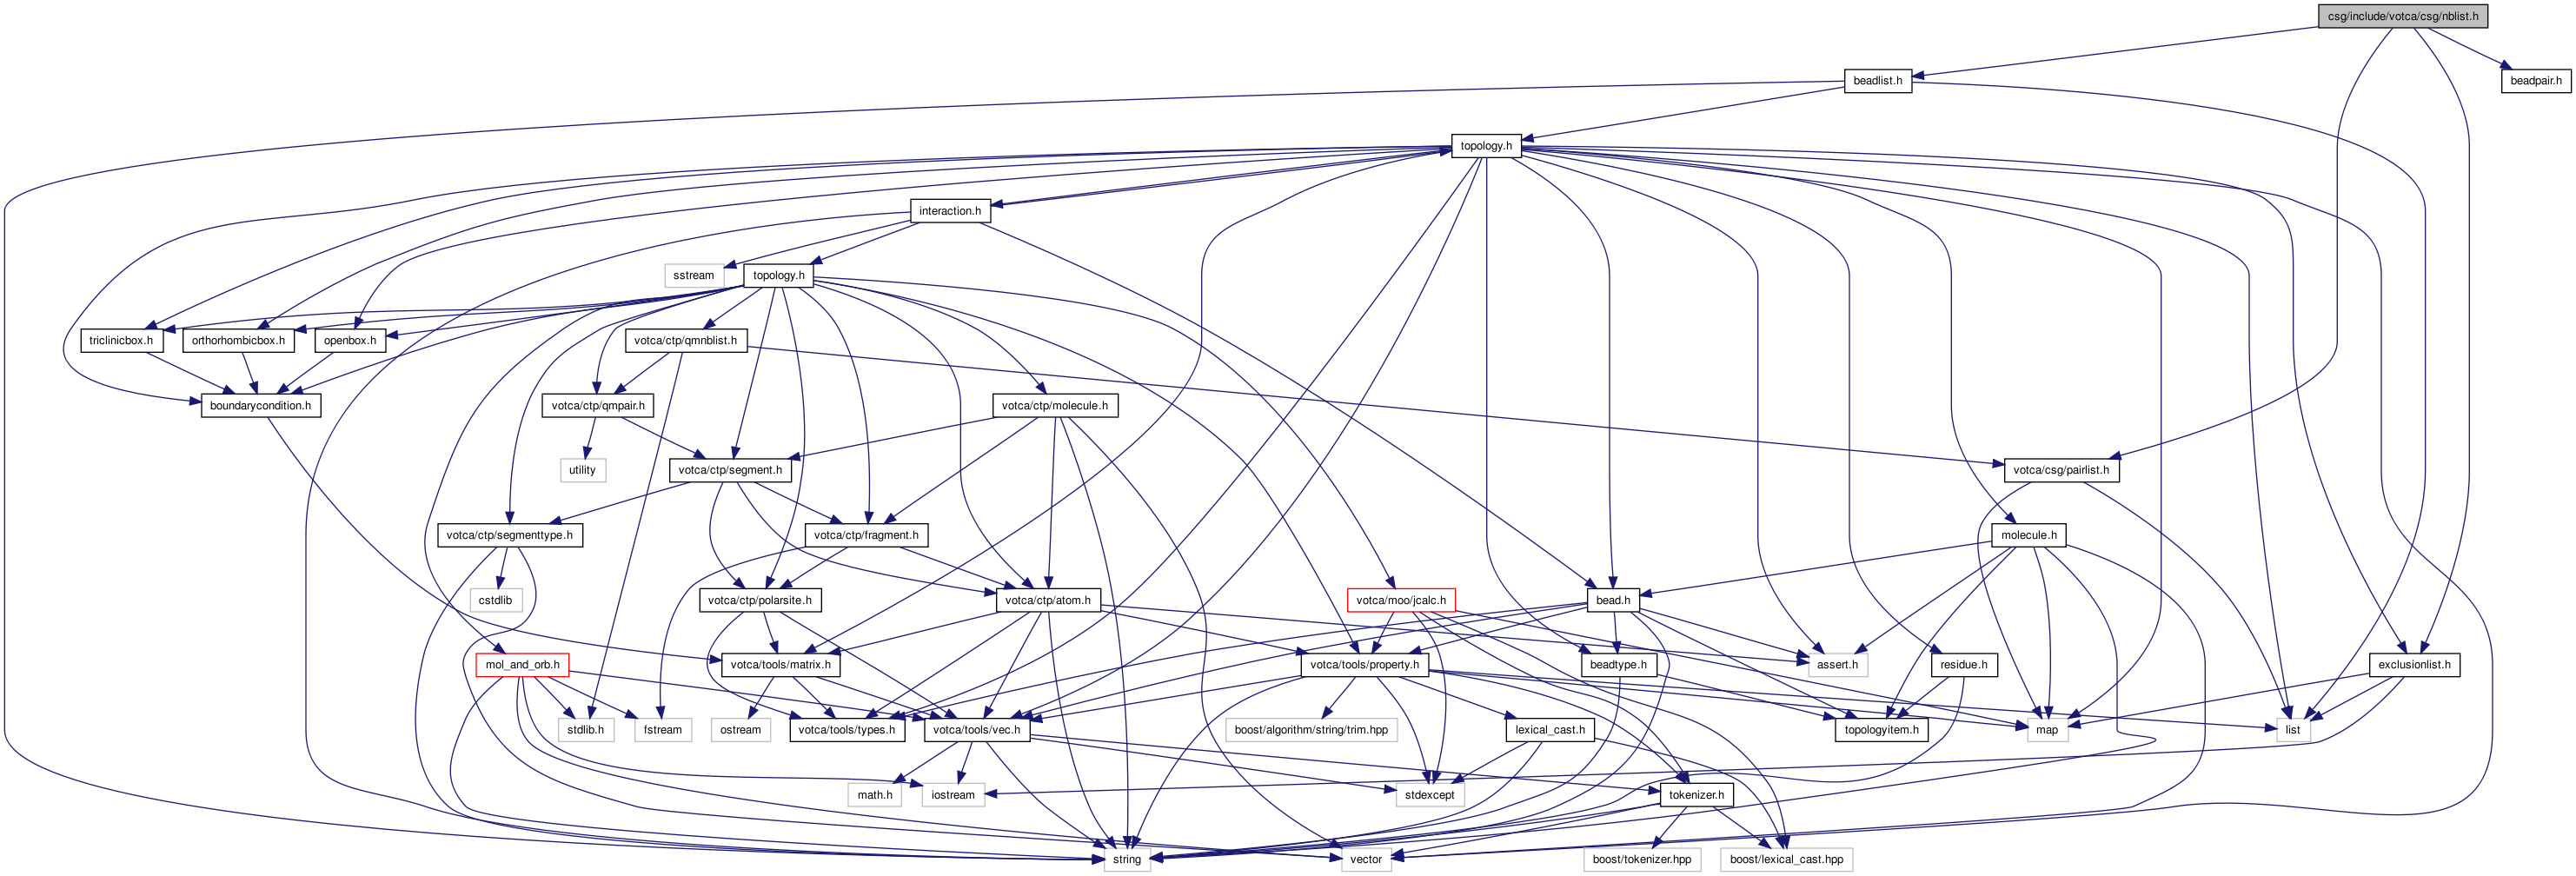 csg/include/votca/csg/nblist.h
beadlist.h
beadpair.h
topology.h
interaction.h
sstream
topology.h
triclinicbox.h
orthorhombicbox.h
openbox.h
votca/ctp/qmnblist.h
boundarycondition.h
votca/ctp/qmpair.h
votca/ctp/molecule.h
utility
votca/ctp/segment.h
votca/csg/pairlist.h
votca/ctp/segmenttype.h
votca/ctp/fragment.h
molecule.h
cstdlib
votca/ctp/polarsite.h
votca/ctp/atom.h
votca/moo/jcalc.h
bead.h
mol_and_orb.h
votca/tools/matrix.h
votca/tools/property.h
beadtype.h
assert.h
residue.h
exclusionlist.h
stdlib.h
fstream
ostream
votca/tools/types.h
votca/tools/vec.h
boost/algorithm/string/trim.hpp
lexical_cast.h
topologyitem.h
map
list
math.h
iostream
stdexcept
tokenizer.h
string
vector
boost/tokenizer.hpp
boost/lexical_cast.hpp